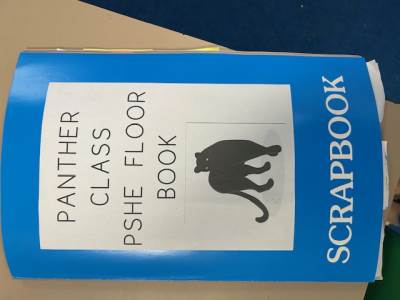 PANTHER
CLASS
PSHE FLOOR
BOOK
SCRAPBOOK